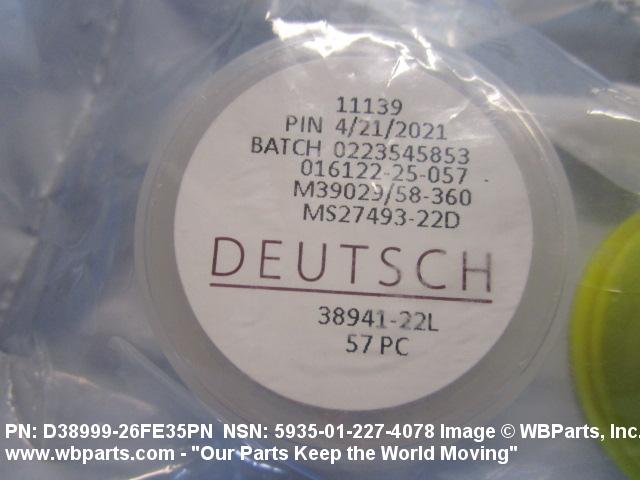 11139
PIN 4/21/2021
BATCH 0223545853
016122-25-057
M39029/58-360
MS27493-22D
DEUTSCH
38941-22L
57 PC
PN: D38999-26FE35PN NSN: 5935-01-227-4078 Image © WBParts, Inc.
www.wbparts.com - "Our Parts Keep the World Moving"